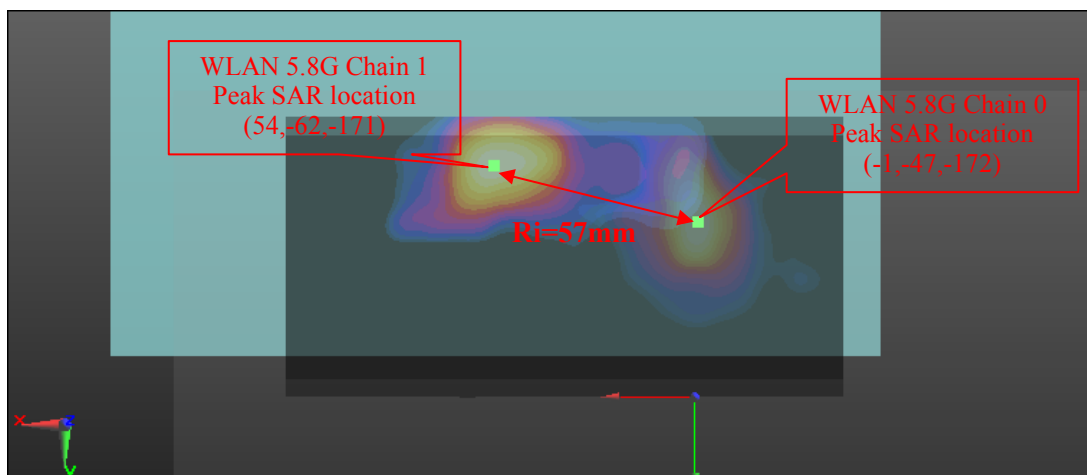 WLAN 5.8G Chain 1
Peak SAR location
(54,-62,-171)
WLAN 5.8G Chain 0
Peak SAR location
(-1,-47,-172)
Ri=57mm
X
Z
Y